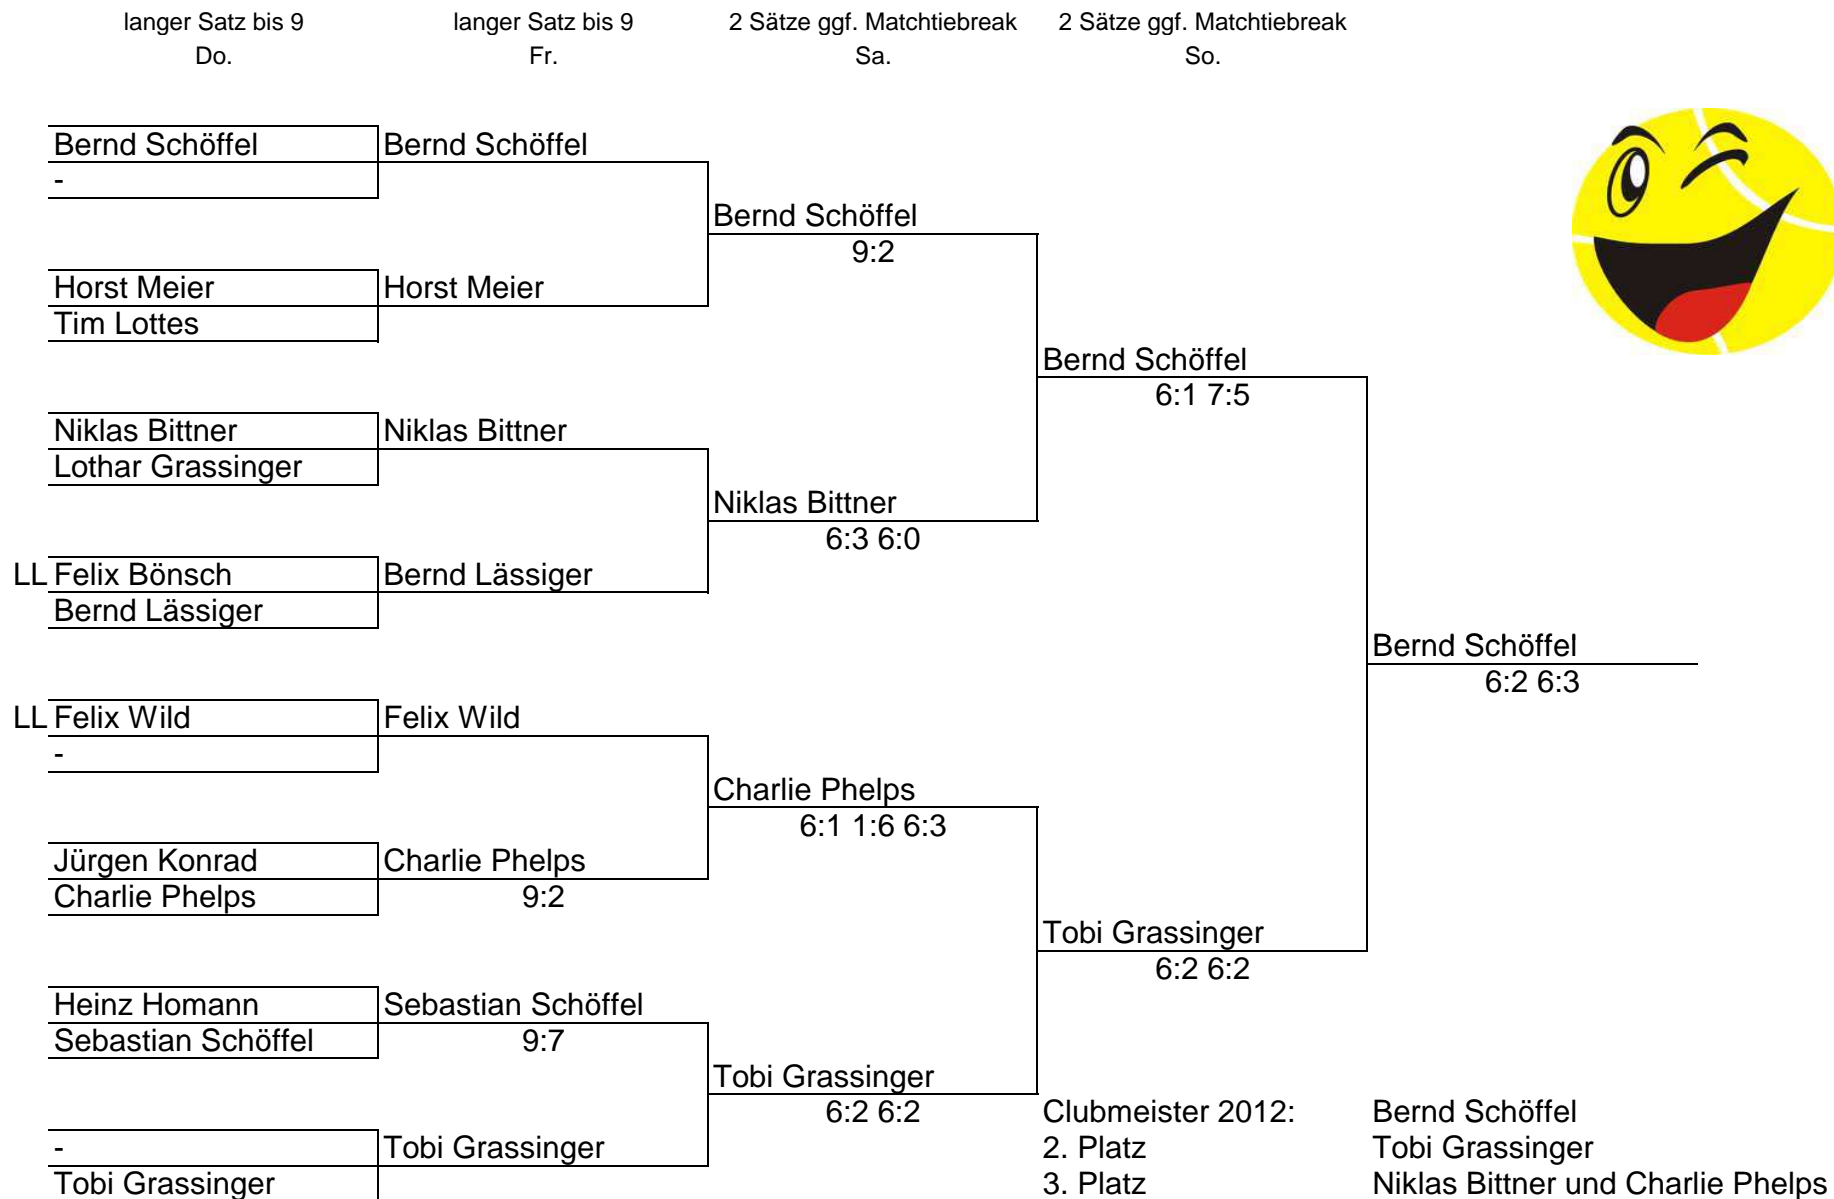 langer Satz bis 9 langer Satz bis 9 2 Sätze ggf. Matchtiebreak 2 Sätze ggf. Matchtiebreak
Do. Fr. Sa. So.
Bernd Schöffel Bernd Schöffel
-
Bernd Schöffel
9:2
Horst Meier Horst Meier
Tim Lottes
Bernd Schöffel
6:1 7:5
Niklas Bittner Niklas Bittner
Lothar Grassinger
Niklas Bittner
6:3 6:0
LL Felix Bönsch Bernd Lässiger
Bernd Lässiger
Bernd Schöffel
6:2 6:3
LL Felix Wild Felix Wild
-
Charlie Phelps
6:1 1:6 6:3
Jürgen Konrad Charlie Phelps
Charlie Phelps 9:2
Tobi Grassinger
6:2 6:2
Heinz Homann Sebastian Schöffel
Sebastian Schöffel 9:7
Tobi Grassinger
6:2 6:2 Clubmeister 2012: Bernd Schöffel
- Tobi Grassinger 2. Platz Tobi Grassinger
Tobi Grassinger 3. Platz Niklas Bittner und Charlie Phelps